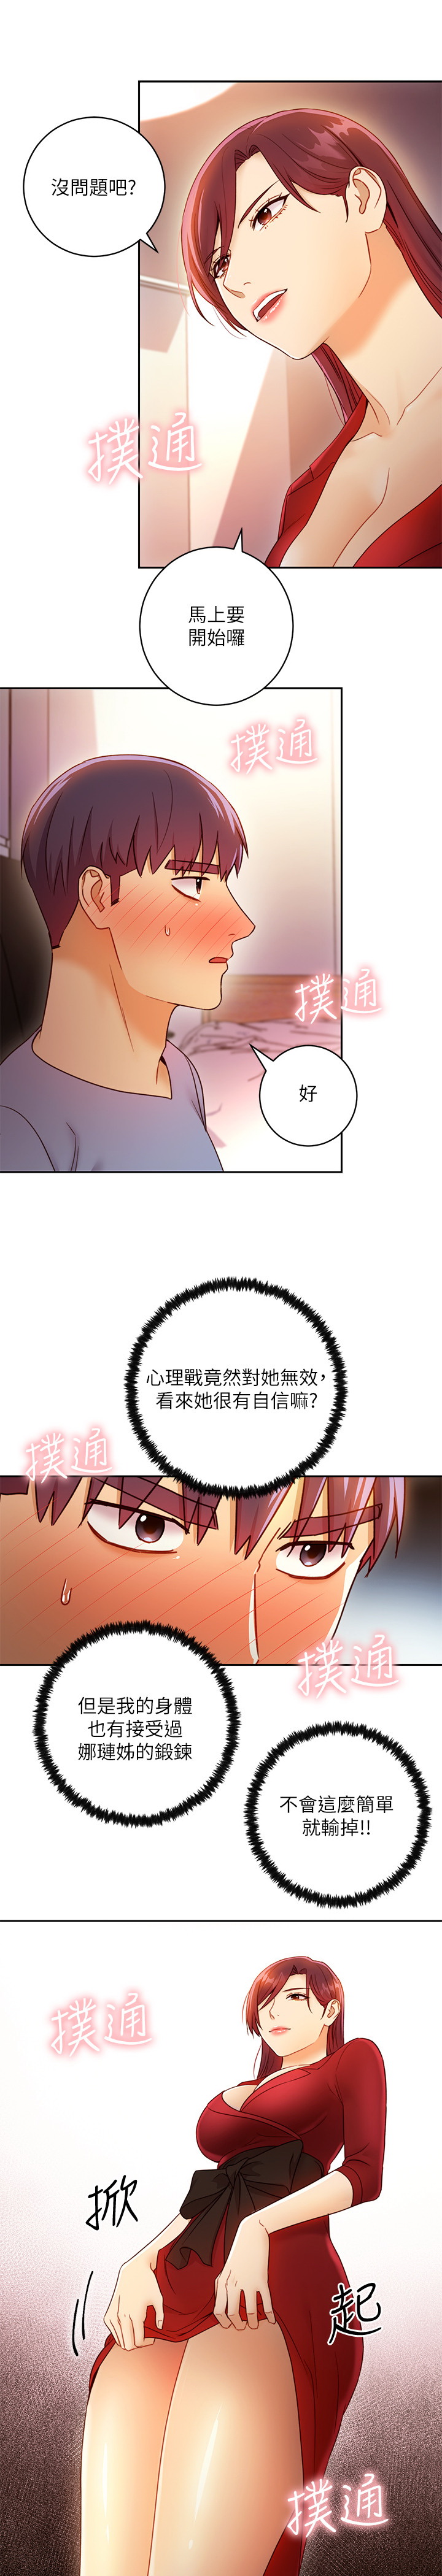 沒問題吧?
撲通
馬上要
開始囉
撲通
撲通
好
心理戰竟然對她無效，
看來她很有自信嘛?
撲通
撲通
但是我的身體
也有接受過
娜璉姊的鍛鍊
不會這麼簡單
就輸掉!!
撲通
掀
起
撲通